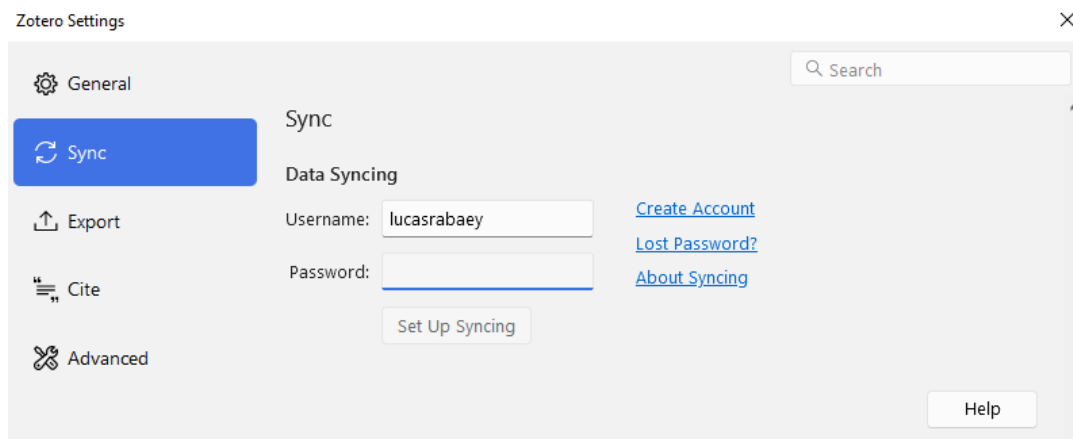 Zotero Settings
Search
General
Sync
Export
Cite
Advanced
Sync
Data Syncing
Username: lucasrabaey
Password:
Set Up Syncing
Create Account
Lost Password?
About Syncing
Help